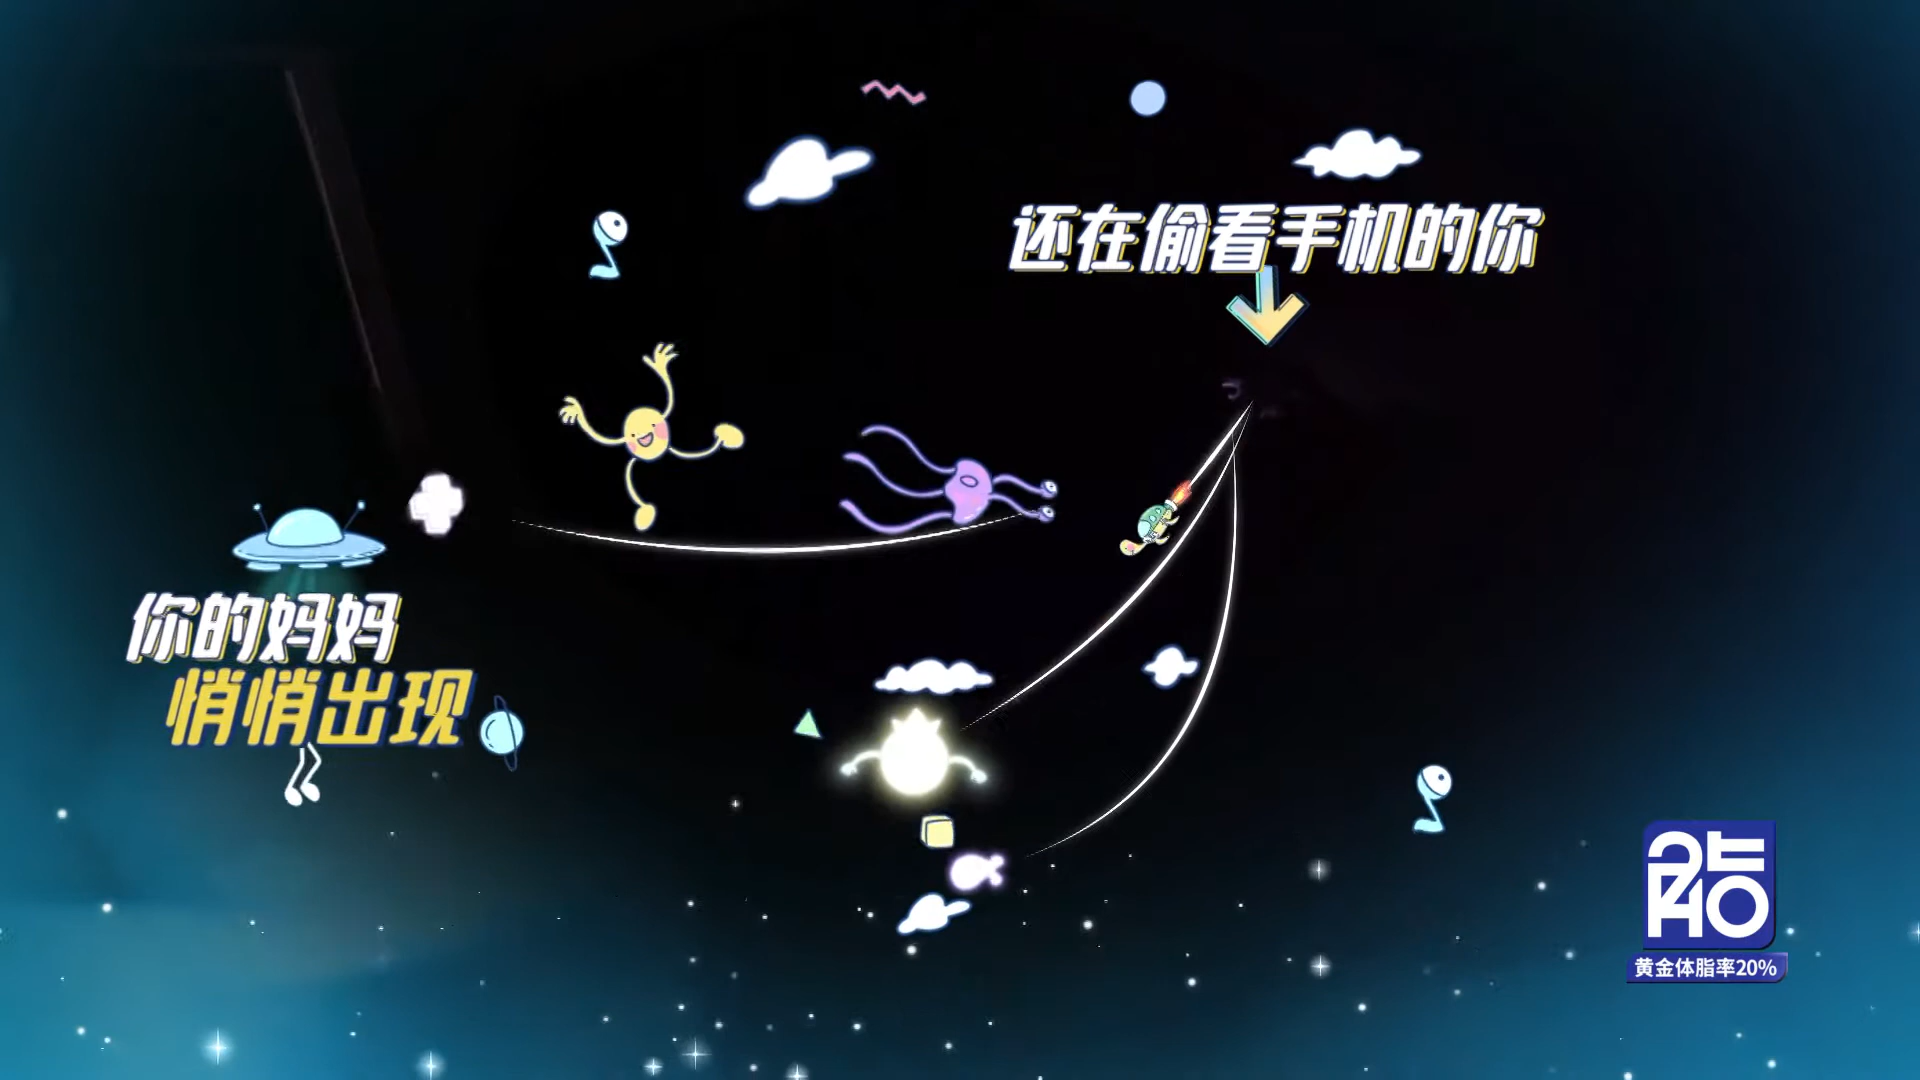 还在偷看手机的你
你的妈妈
悄悄出现
黄金体脂率20%